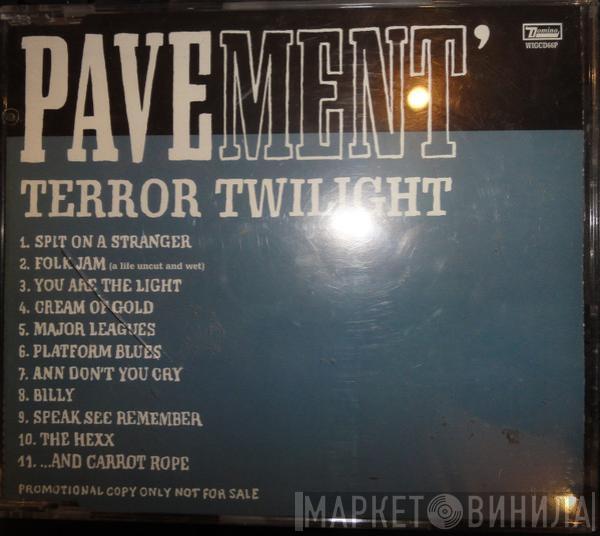 PAVEMENT'
Domino
WIGCD66P
TERROR TWILIGHT
1. SPIT ON A STRANGER
2. FOLK JAM (a life uncut and wet)
3. YOU ARE THE LIGHT
4. CREAM OF GOLD
5. MAJOR LEAGUES
6. PLATFORM BLUES
7. ANN DON'T YOU CRY
8. BILLY
9. SPEAK SEE REMEMBER
10. THE HEXX
11. ...AND CARROT ROPE
PROMOTIONAL COPY ONLY NOT FOR SALE
МАРКЕТ ВИНИЛА